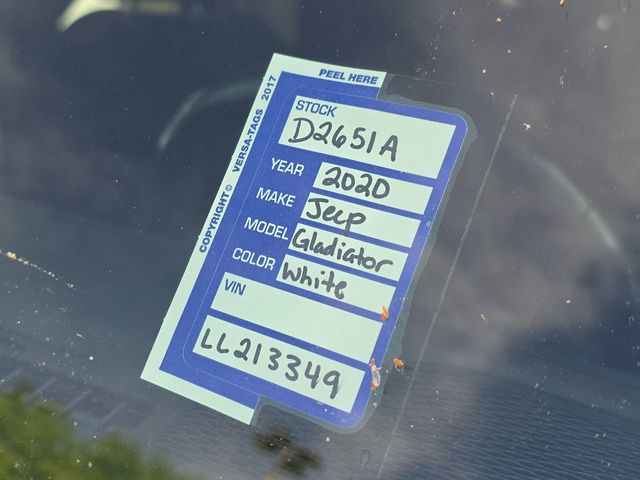 PEEL HERE
COPYRIGHT© VERSA-TAGS 2017
STOCK
D2651A
YEAR 2020
MAKE Jeep
MODEL Gladiator
COLOR White
VIN
LL213349